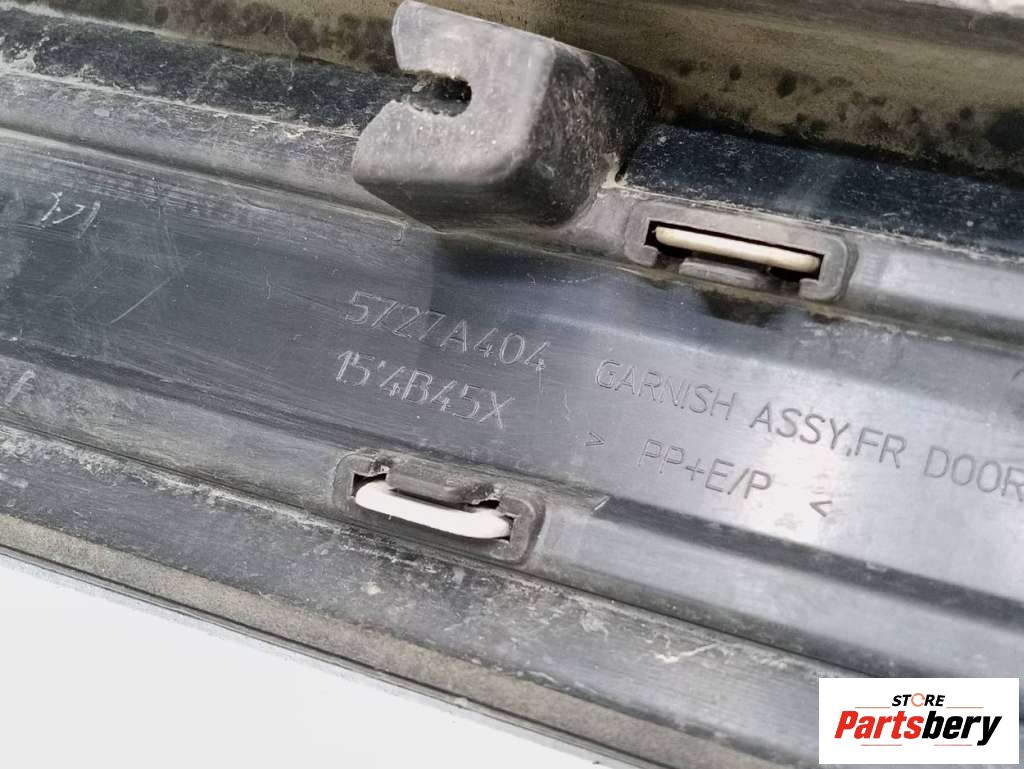 5727A404 GARNISH ASSY,FR DOOR
15'4B45X > PP+E/P <
STORE
Partsbery